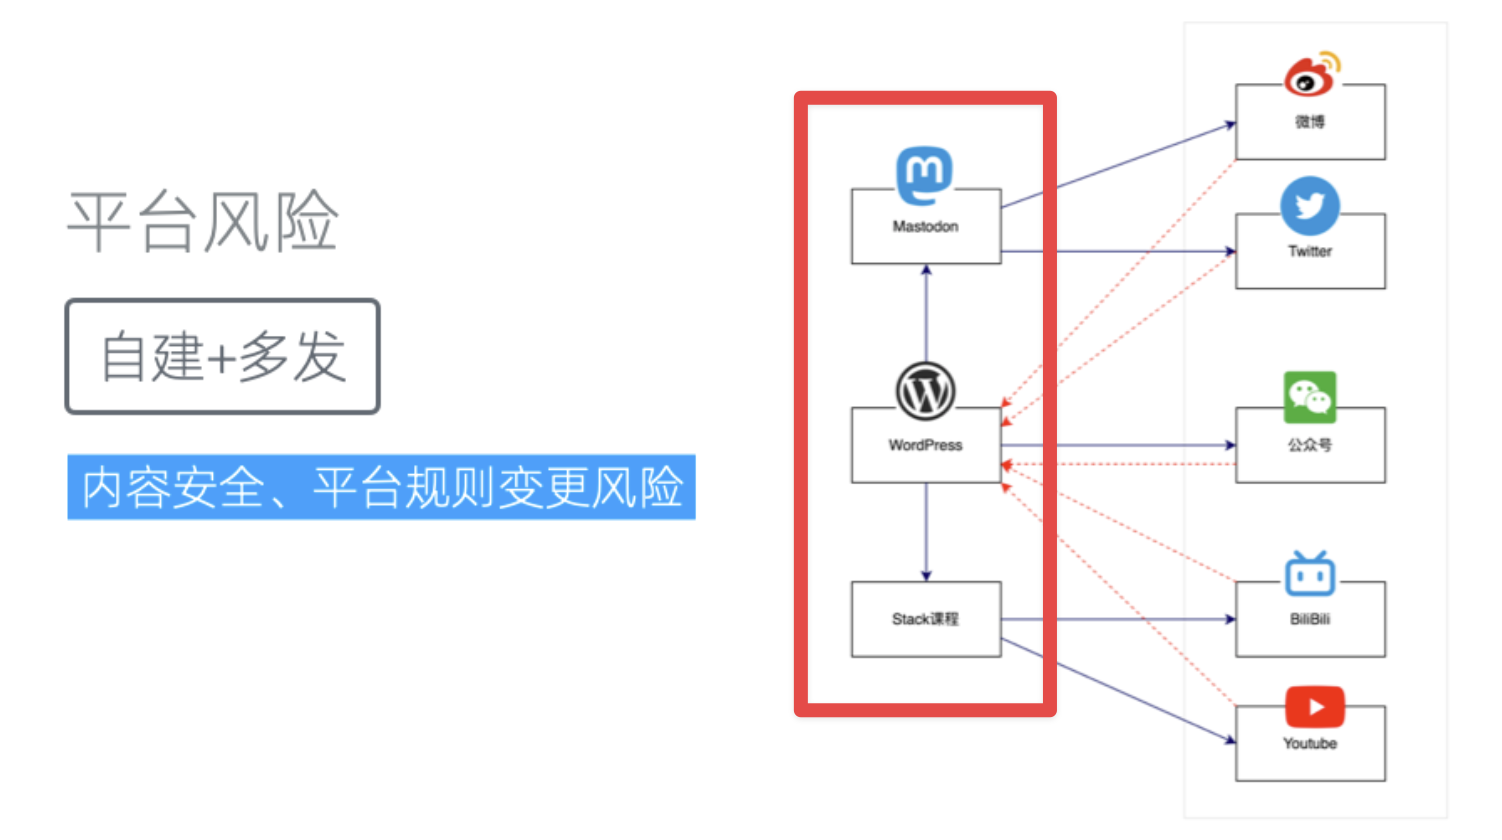 平台风险
自建+多发
内容安全、平台规则变更风险
Mastodon
WordPress
Stack课程
微博
Twitter
公众号
BiliBili
Youtube